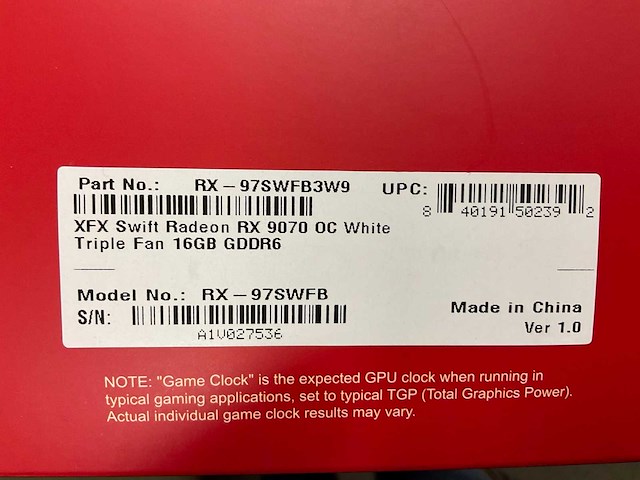 Part No.: RX-97SWFB3W9 UPC:
8 40191 50239 2
XFX Swift Radeon RX 9070 OC White
Triple Fan 16GB GDDR6
Model No.: RX-97SWFB
S/N:
A1V027536
Made in China
Ver 1.0
NOTE: "Game Clock" is the expected GPU clock when running in
typical gaming applications, set to typical TGP (Total Graphics Power).
Actual individual game clock results may vary.